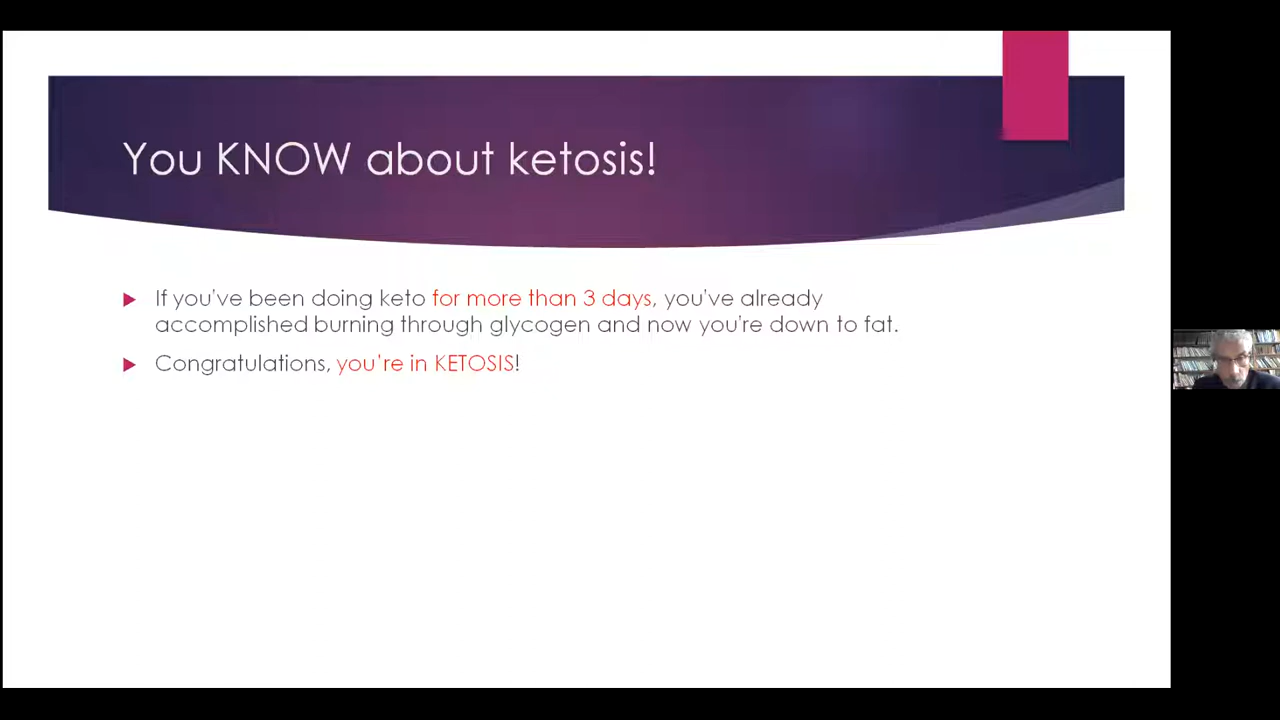 You KNOW about ketosis!
If you've been doing keto for more than 3 days, you've already
accomplished burning through glycogen and now you're down to fat.
Congratulations, you're in KETOSIS!